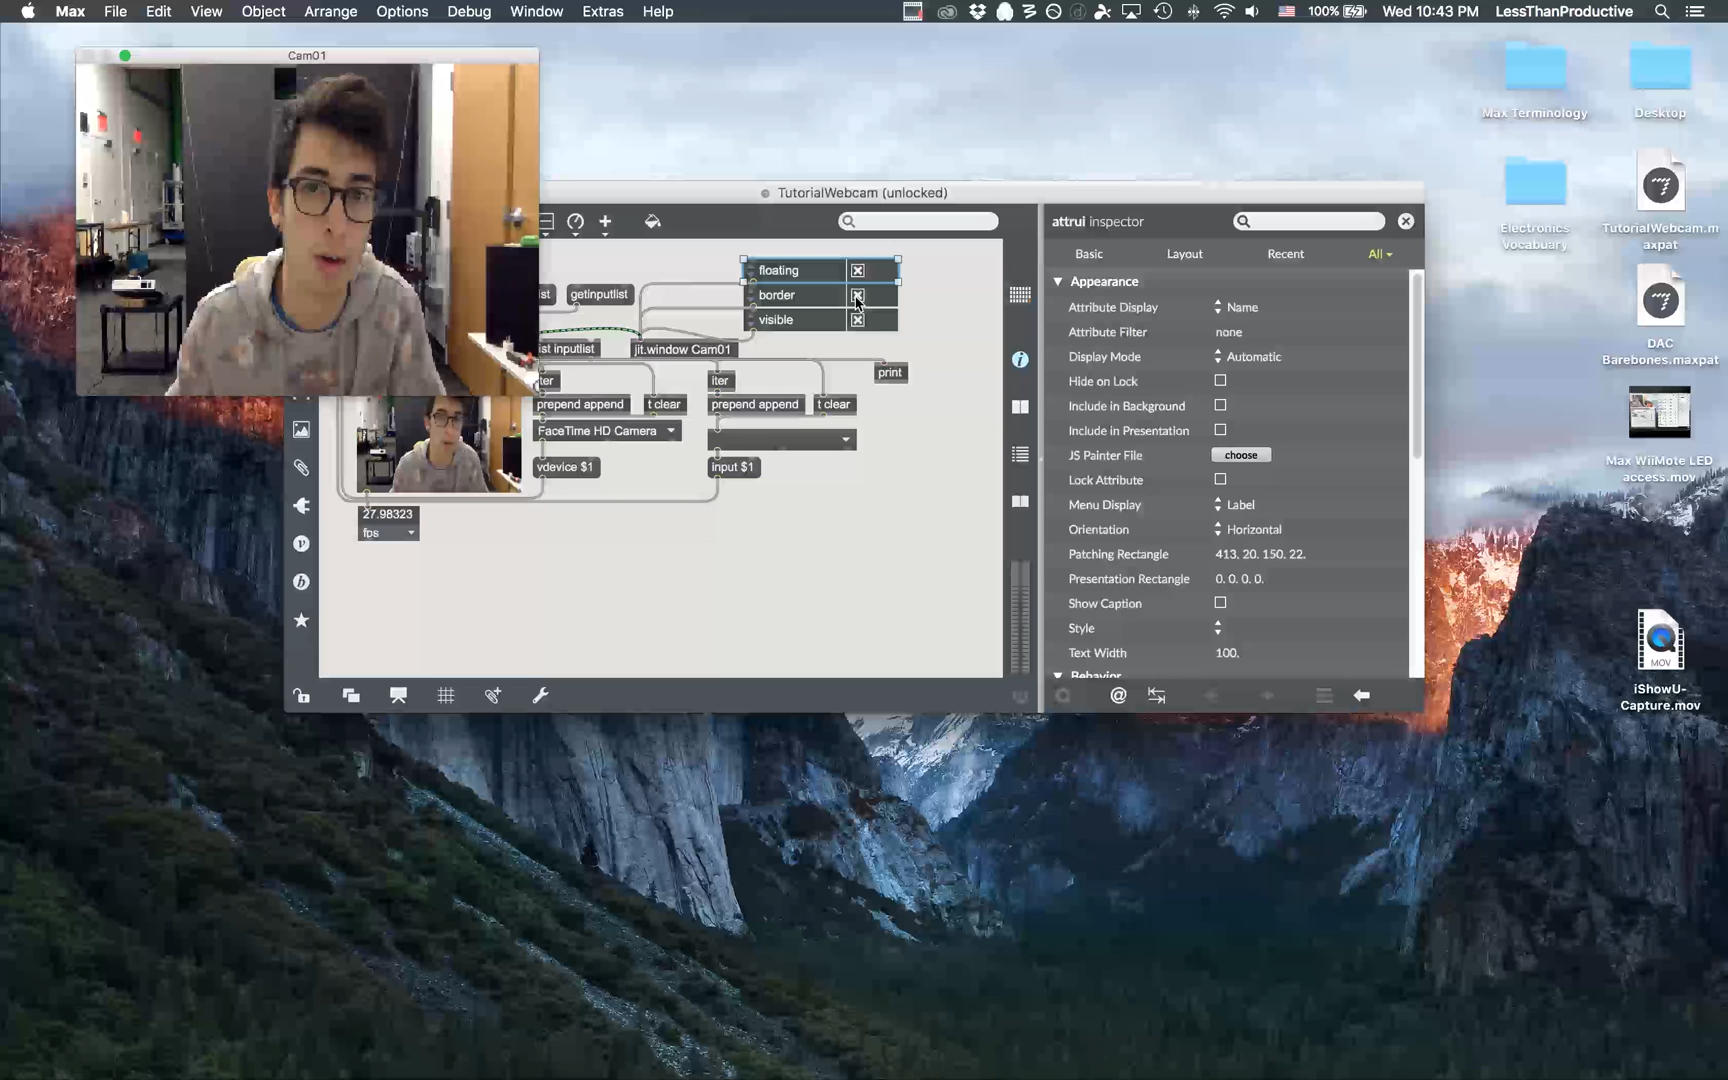 Max File Edit View Object Arrange Options Debug Window Extras Help
100% Wed 10:43 PM LessThanProductive
Cam01
Max Terminology
Desktop
Electronics
Vocabuary
TutorialWebcam.m
axpat
DAC
Barebones.maxpat
Max WiiMote LED
access.mov
MOV
iShowU-
Capture.mov
TutorialWebcam (unlocked)
floating
border
visible
ist
getinputlist
ist inputlist
jit.window Cam01
print
iter
iter
prepend append
t clear
prepend append
t clear
FaceTime HD Camera
vdevice $1
input $1
27.98323
fps
attrui inspector
Basic Layout Recent All
Appearance
Attribute Display Name
Attribute Filter none
Display Mode Automatic
Hide on Lock
Include in Background
Include in Presentation
JS Painter File choose
Lock Attribute
Menu Display Label
Orientation Horizontal
Patching Rectangle 413. 20. 150. 22.
Presentation Rectangle 0. 0. 0. 0.
Show Caption
Style
Text Width 100.
Behavior